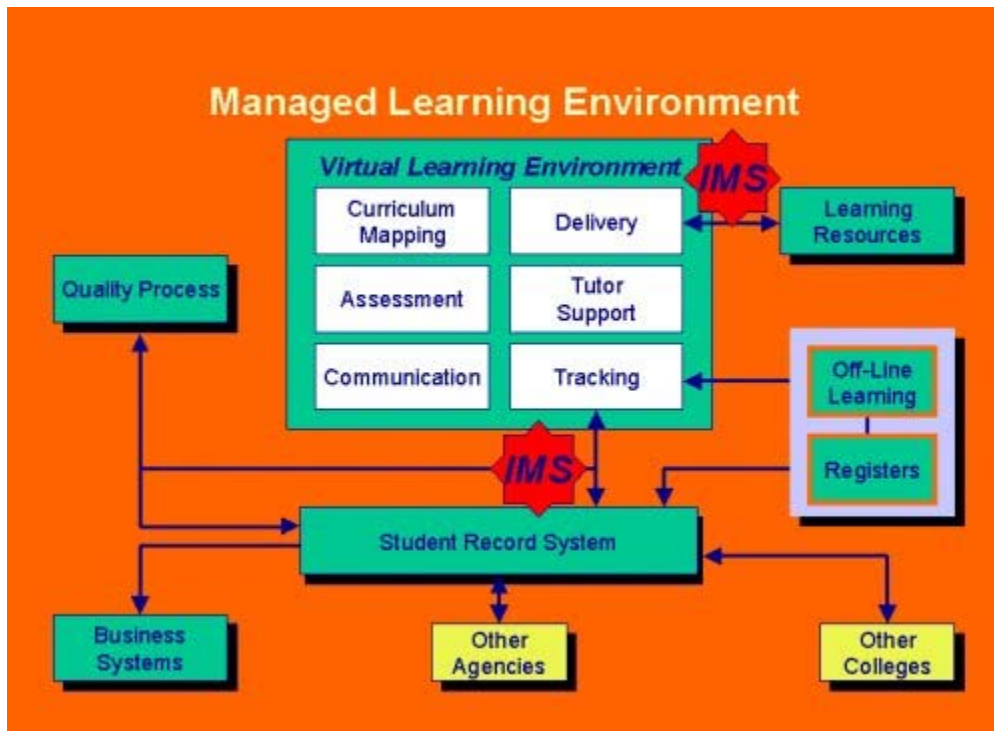 Managed Learning Environment
Virtual Learning Environment
IMS
Curriculum
Mapping
Delivery
Learning
Resources
Quality Process
Assessment
Tutor
Support
Communication
Tracking
Off-Line
Learning
Registers
IMS
Student Record System
Business
Systems
Other
Agencies
Other
Colleges